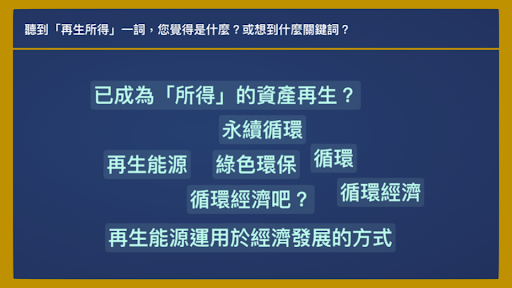 聽到「再生所得」一詞，您覺得是什麼？或想到什麼關鍵詞？
已成為「所得」的資產再生？
永續循環
再生能源
綠色環保
循環
循環經濟吧？
循環經濟
再生能源運用於經濟發展的方式